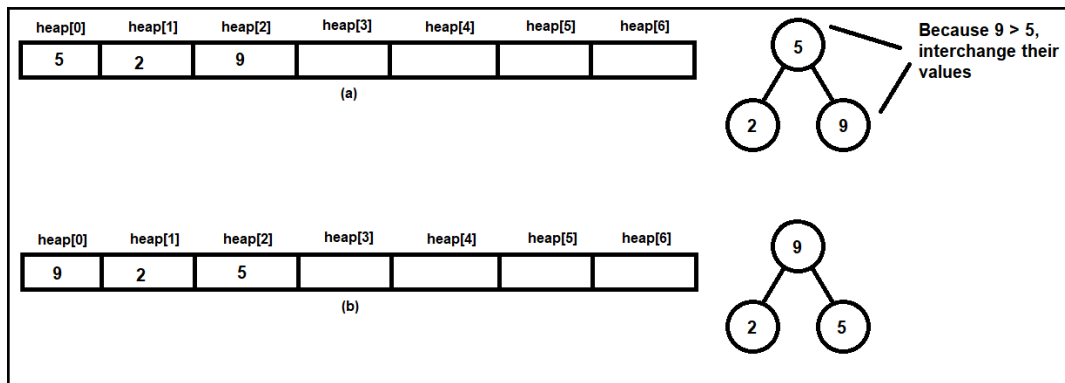 heap[0] heap[1] heap[2] heap[3] heap[4] heap[5] heap[6]
5 2 9
(a)
5
2 9
Because 9 > 5,
interchange their
values
heap[0] heap[1] heap[2] heap[3] heap[4] heap[5] heap[6]
9 2 5
(b)
9
2 5